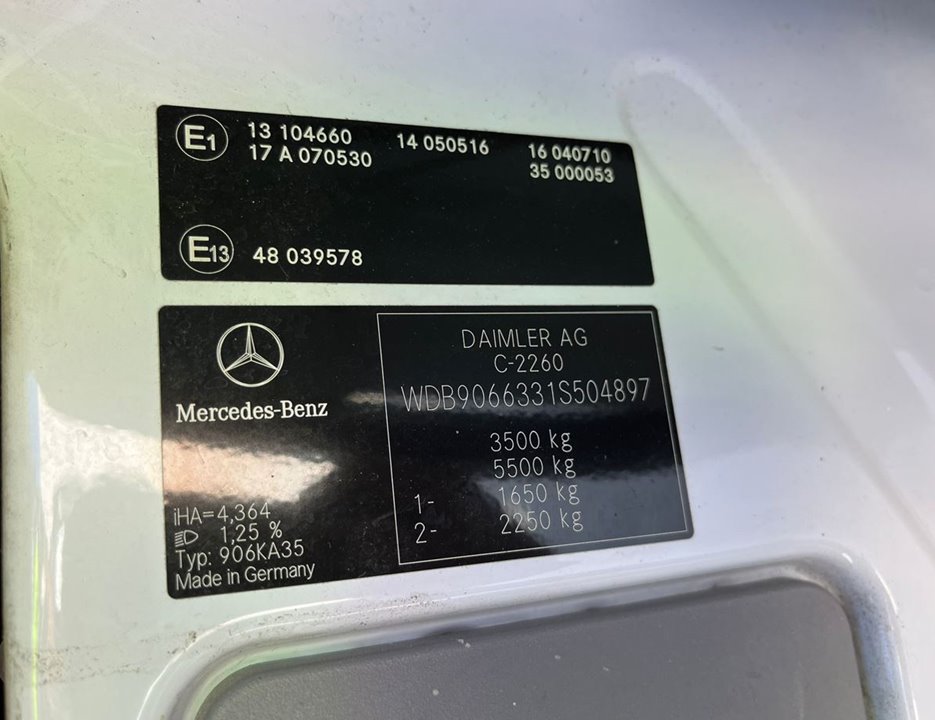 E1 13 104660 14 050516 16 040710
17 A 070530 35 000053
E13 48 039578
Mercedes-Benz
DAIMLER AG
C-2260
WDB9066331S504897
3500 kg
5500 kg
1- 1650 kg
2- 2250 kg
iHA=4,364
1,25 %
Typ: 906KA35
Made in Germany